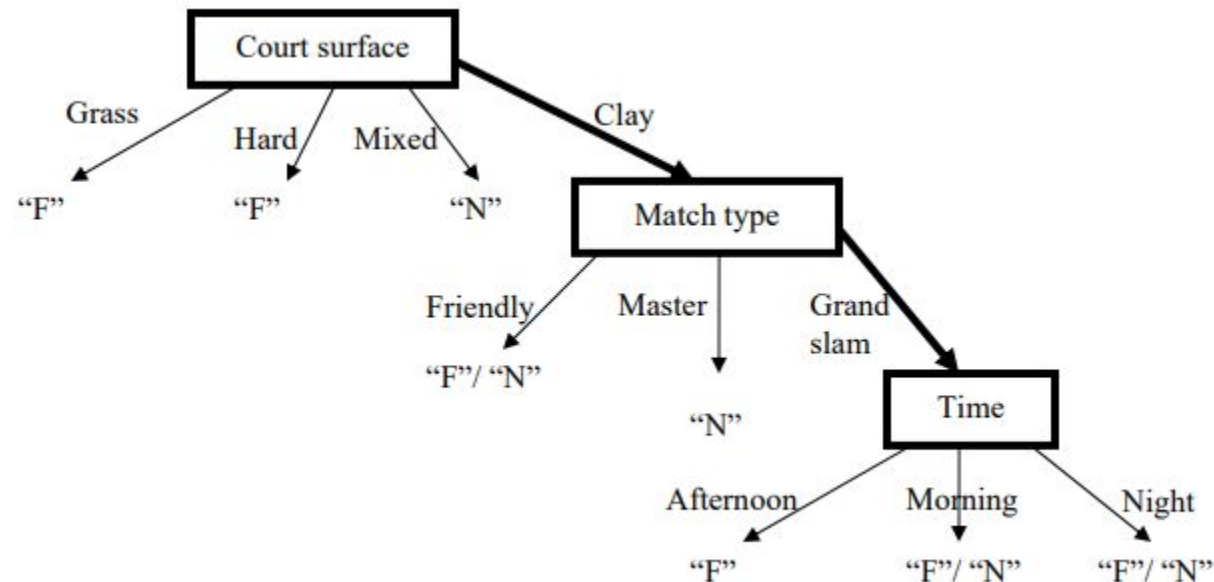 Court surface
Grass
Hard
Mixed
Clay
“F”
“F”
“N”
Match type
Friendly
Master
Grand
slam
“F”/ “N”
“N”
Time
Afternoon
Morning
Night
“F”
“F”/ “N”
“F”/ “N”